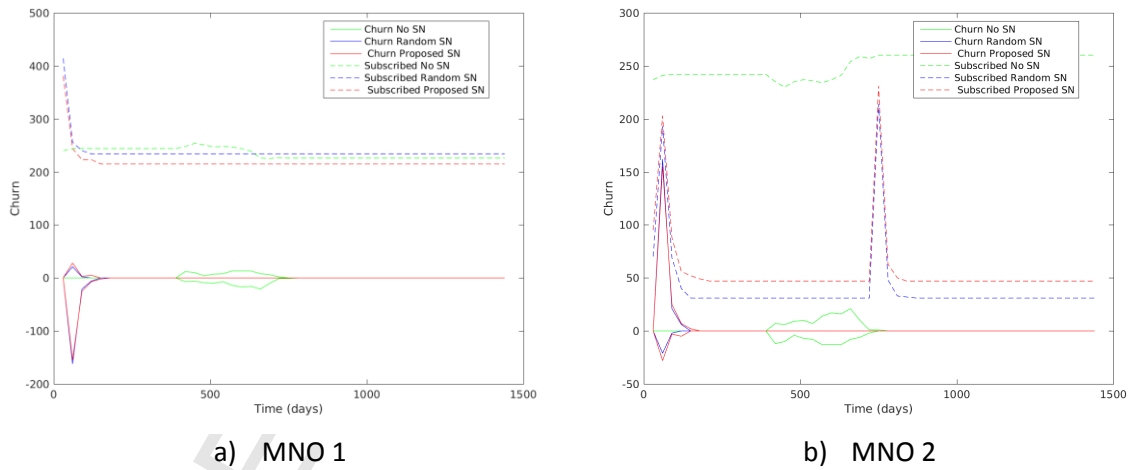 500
400
300
200
100
0
-100
-200
Churn
0
500
1000
1500
Time (days)
Churn No SN
Churn Random SN
Churn Proposed SN
Subscribed No SN
Subscribed Random SN
Subscribed Proposed SN
a) MNO 1
300
250
200
150
100
50
0
-50
Churn
0
500
1000
1500
Time (days)
Churn No SN
Churn Random SN
Churn Proposed SN
Subscribed No SN
Subscribed Random SN
Subscribed Proposed SN
b) MNO 2